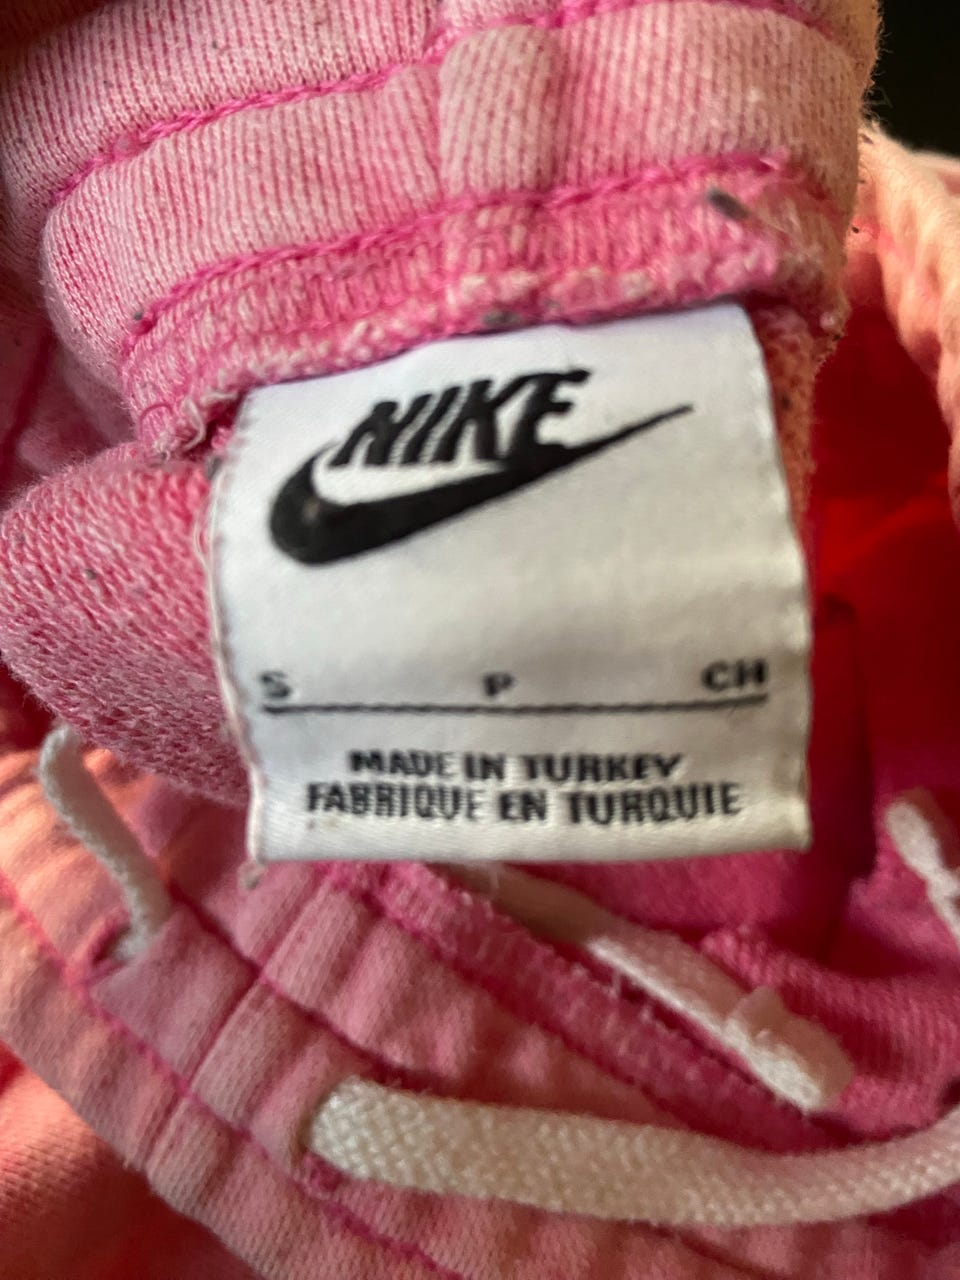 NIKE
S P CH
MADE IN TURKEY
FABRIQUE EN TURQUIE